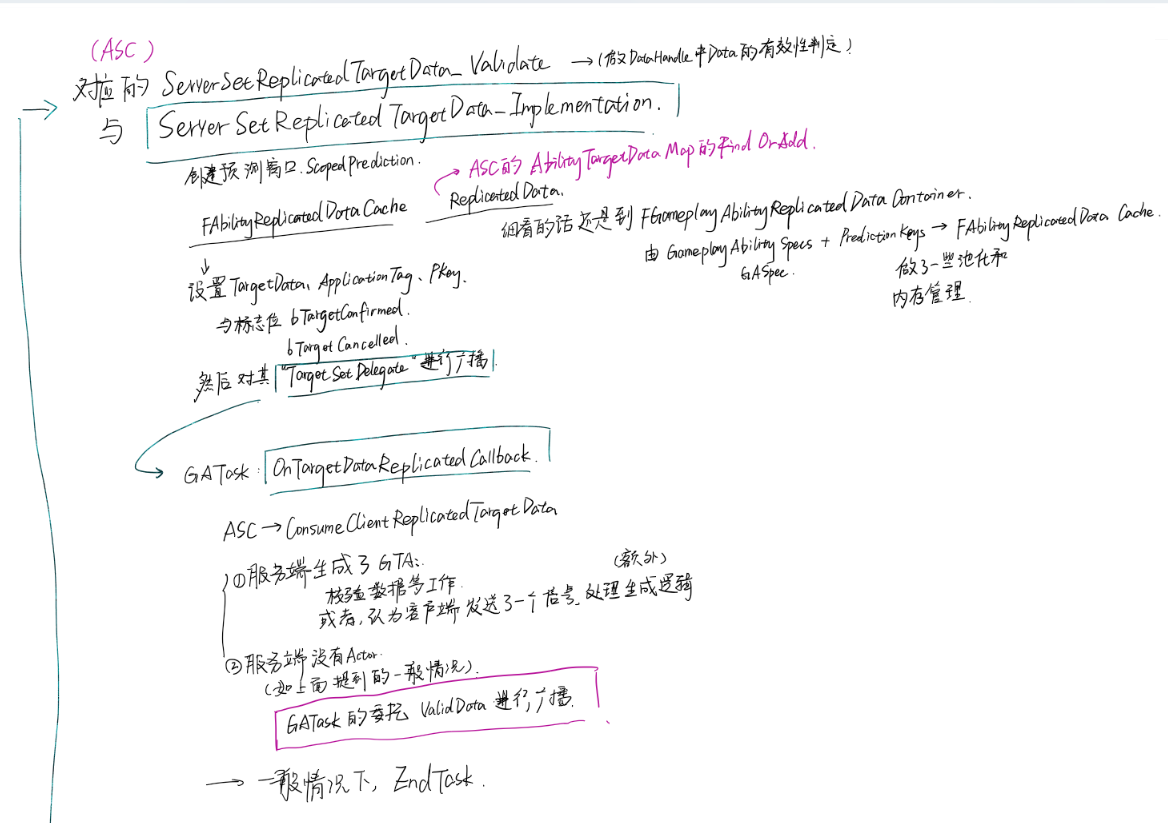 (ASC)
对应的 ServerSetReplicatedTargetData_Validate →(做DataHandle中Data的有效性判定)
与 ServerSetReplicatedTargetData_Implementation.
创建预测窗口.ScopedPrediction.
→ ASC的 AbilityTargetDataMap的Find Or Add.
FAbilityReplicatedDataCache ReplicatedData.
细看的话还是到 FGameplayAbilityReplicatedDataContainer.
由 GameplayAbilitySpecs + PredictionKeys → FAbilityReplicatedDataCache.
GASpec.
做了一些池化和
内存管理.
↓
设置TargetData、ApplicationTag、PKey.
与标志位 bTargetConfirmed.
bTargetCancelled.
然后对其 "TargetSetDelegate" 进行广播.
GATask: OnTargetDataReplicatedCallback.
ASC → ConsumeClientReplicatedTargetData
①服务端生成了GTA:
校验数据等工作.
(额外)
或者,认为客户端发送了一个信号,处理生成逻辑
②服务端没有Actor.
(如上面提到的一般情况).
GATask的委托 ValidData 进行广播.
→ 一般情况下, EndTask.